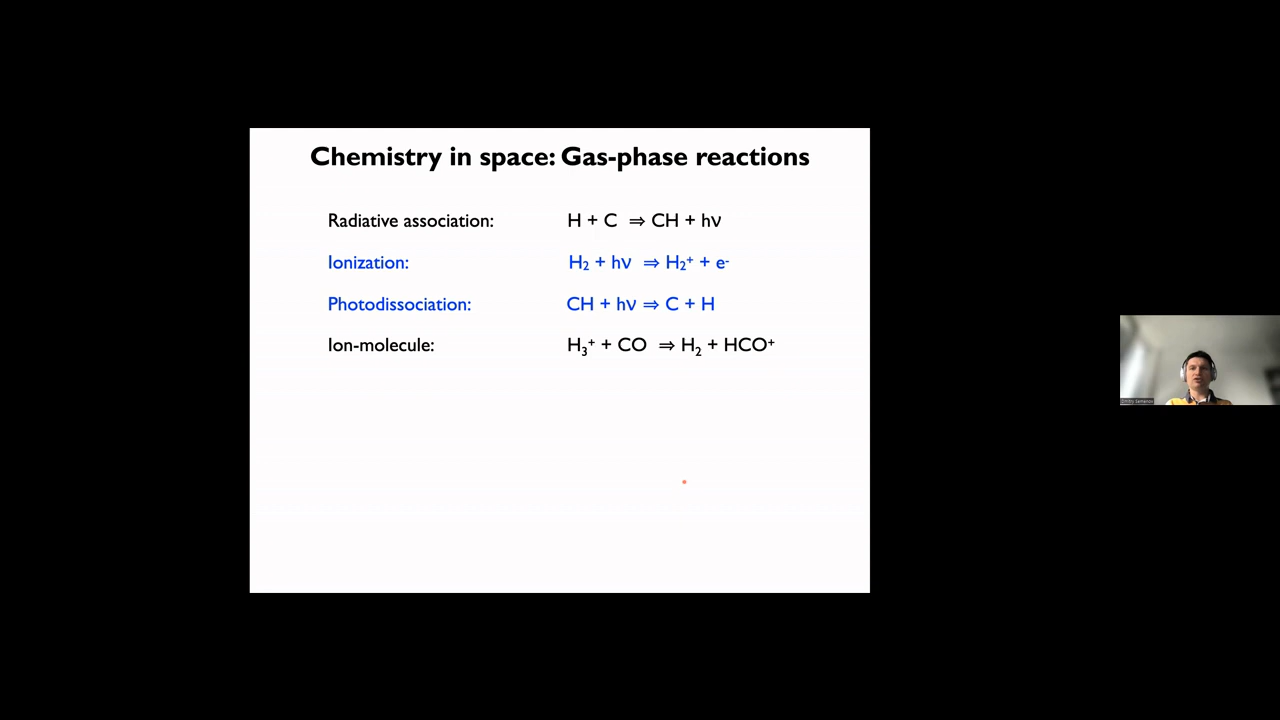 Chemistry in space: Gas-phase reactions
Radiative association: H + C ⇒ CH + hν
Ionization: H₂ + hν ⇒ H₂⁺ + e⁻
Photodissociation: CH + hν ⇒ C + H
Ion-molecule: H₃⁺ + CO ⇒ H₂ + HCO⁺